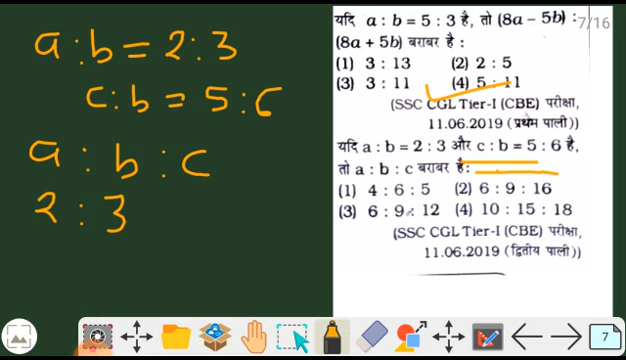 a : b = 2 : 3
c : b = 5 : 6
a : b : c
2 : 3
यदि a : b = 5 : 3 है, तो (8a − 5b) :
(8a + 5b) बराबर है :
(1) 3 : 13 (2) 2 : 5
(3) 3 : 11 (4) 5 : 11
(SSC CGL Tier-I (CBE) परीक्षा,
11.06.2019 (प्रथम पाली))
यदि a : b = 2 : 3 और c : b = 5 : 6 है,
तो a : b : c बराबर है:
(1) 4 : 6 : 5 (2) 6 : 9 : 16
(3) 6 : 9 : 12 (4) 10 : 15 : 18
(SSC CGL Tier-I (CBE) परीक्षा,
11.06.2019 (द्वितीय पाली))
7/16
7